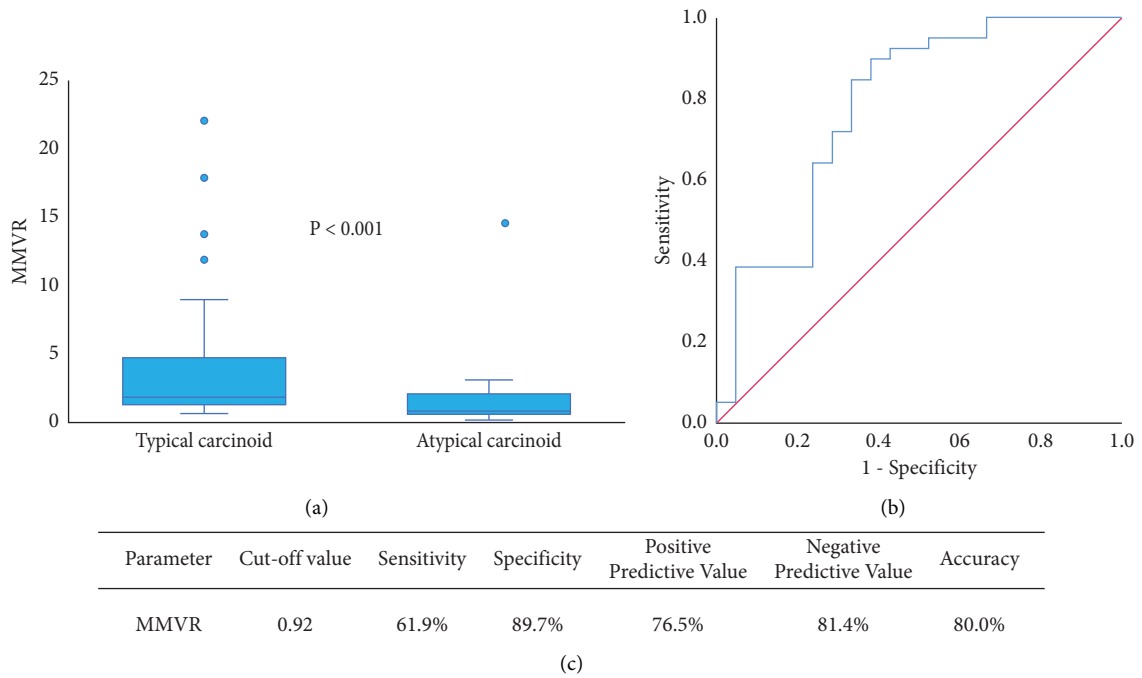 25
20
15
10
5
0
MMVR
P < 0.001
Typical carcinoid
Atypical carcinoid
(a)
1.0
0.8
0.6
0.4
0.2
0.0
Sensitivity
0.0 0.2 0.4 06 0.8 1.0
1 - Specificity
(b)
Parameter Cut-off value Sensitivity Specificity Positive Predictive Value Negative Predictive Value Accuracy
MMVR 0.92 61.9% 89.7% 76.5% 81.4% 80.0%
(c)